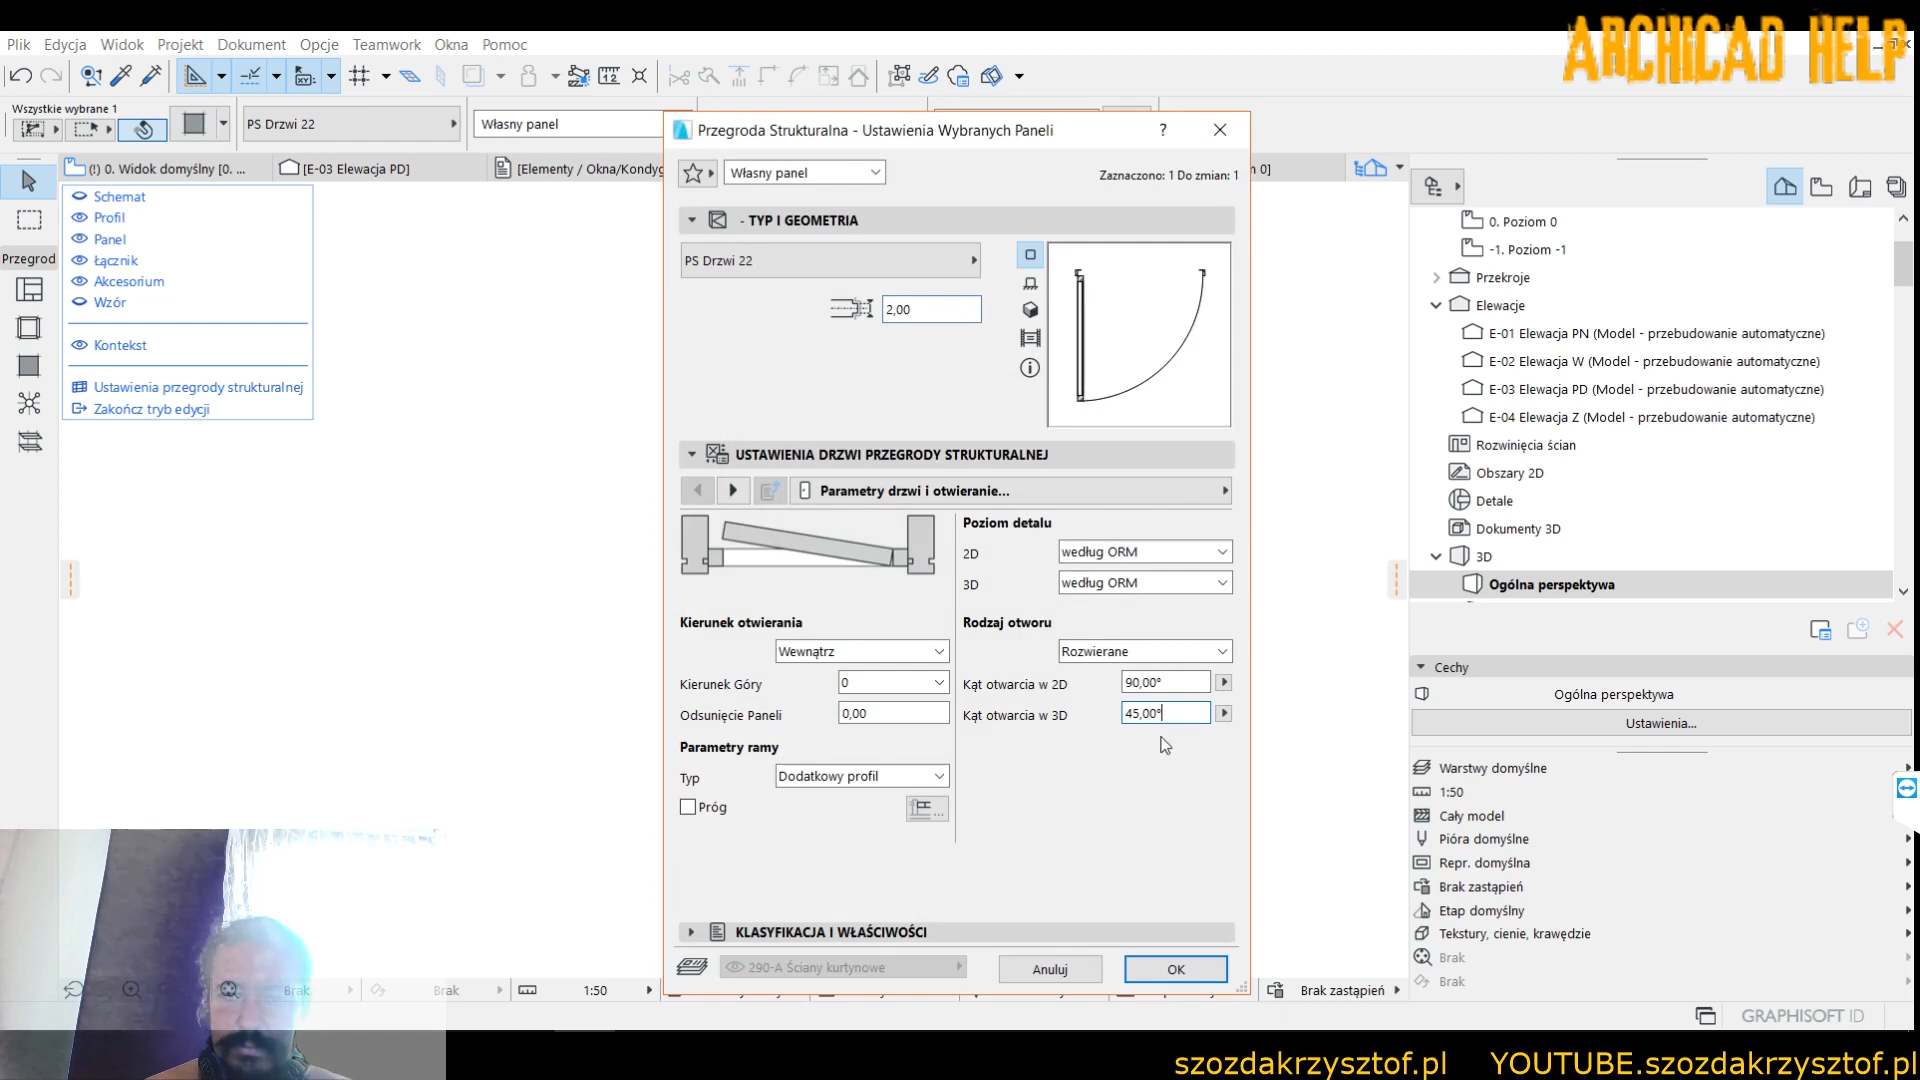 ARCHICAD HELP
Plik Edycja Widok Projekt Dokument Opcje Teamwork Okna Pomoc
Wszystkie wybrane 1
PS Drzwi 22
Własny panel
(!) 0. Widok domyślny [0. ...
[E-03 Elewacja PD]
[Elementy / Okna/Kondyg
0]
Schemat
Profil
Panel
Łącznik
Akcesorium
Wzór
Kontekst
Ustawienia przegrody strukturalnej
Zakończ tryb edycji
Przegrod
Przegroda Strukturalna - Ustawienia Wybranych Paneli
?
Własny panel
Zaznaczono: 1 Do zmian: 1
- TYP I GEOMETRIA
PS Drzwi 22
2,00
USTAWIENIA DRZWI PRZEGRODY STRUKTURALNEJ
Parametry drzwi i otwieranie...
Poziom detalu
2D
według ORM
3D
według ORM
Kierunek otwierania
Wewnątrz
Kierunek Góry
0
Odsunięcie Paneli
0,00
Rodzaj otworu
Rozwierane
Kąt otwarcia w 2D
90,00°
Kąt otwarcia w 3D
45,00°
Parametry ramy
Typ
Dodatkowy profil
Próg
KLASYFIKACJA I WŁAŚCIWOŚCI
290-A Ściany kurtynowe
Anuluj
OK
0. Poziom 0
-1. Poziom -1
Przekroje
Elewacje
E-01 Elewacja PN (Model - przebudowanie automatyczne)
E-02 Elewacja W (Model - przebudowanie automatyczne)
E-03 Elewacja PD (Model - przebudowanie automatyczne)
E-04 Elewacja Z (Model - przebudowanie automatyczne)
Rozwinięcia ścian
Obszary 2D
Detale
Dokumenty 3D
3D
Ogólna perspektywa
Cechy
Ogólna perspektywa
Ustawienia...
Warstwy domyślne
1:50
Cały model
Pióra domyślne
Repr. domyślna
Brak zastąpień
Etap domyślny
Tekstury, cienie, krawędzie
Brak
Brak
Brak
Brak
1:50
Brak zastąpień
GRAPHISOFT ID
szozdakrzysztof.pl YOUTUBE.szozdakrzysztof.pl